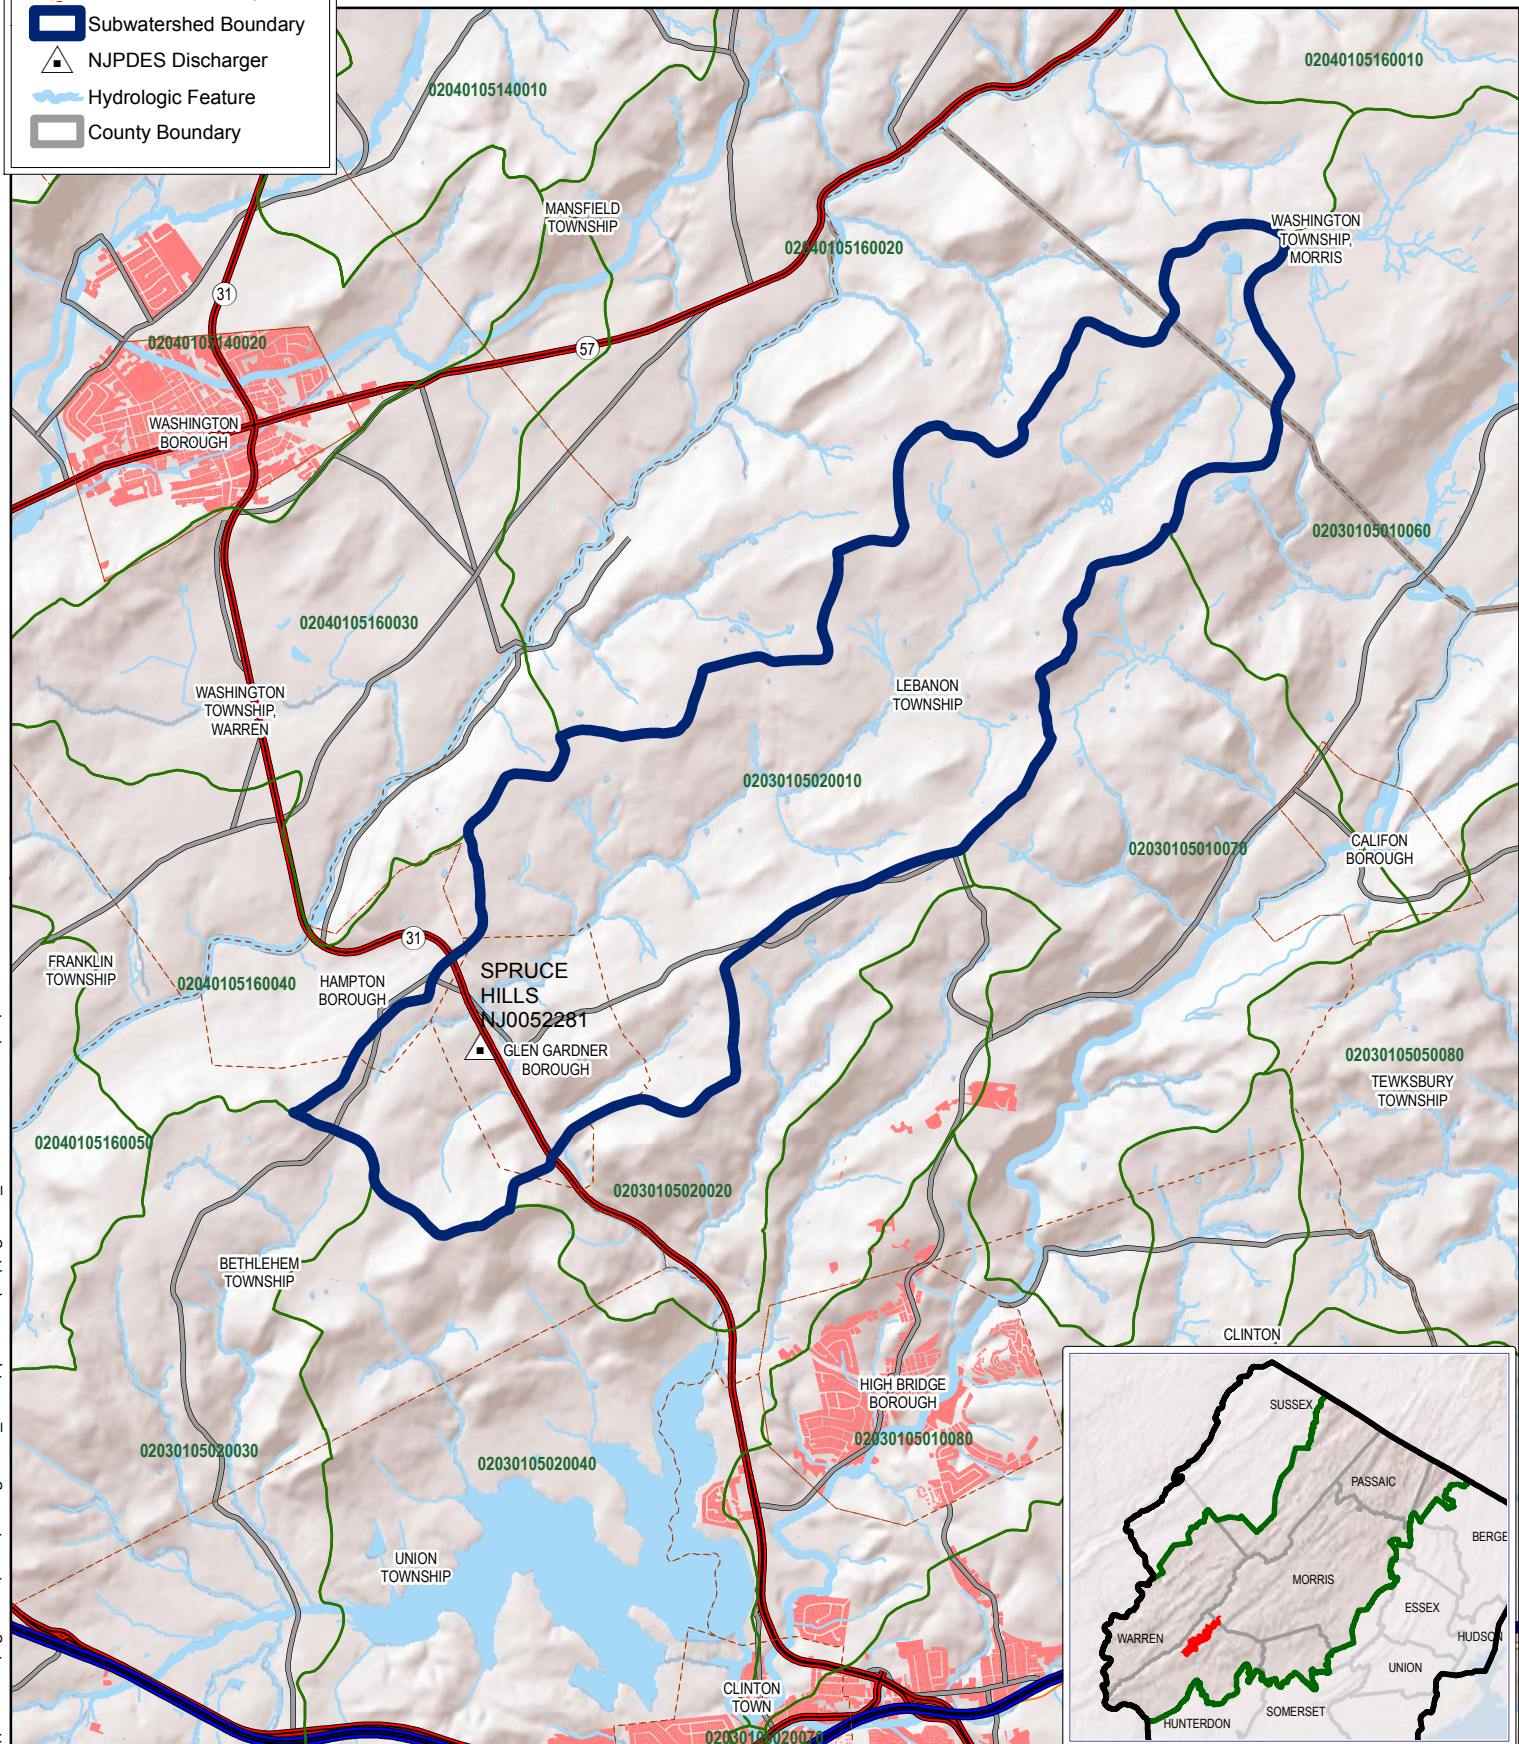 Subwatershed Boundary
NJPDES Discharger
Hydrologic Feature
County Boundary
02040105140010
02040105160010
MANSFIELD
TOWNSHIP
02040105160020
WASHINGTON
TOWNSHIP,
MORRIS
31
02040105140020
57
WASHINGTON
BOROUGH
02030105010060
02040105160030
WASHINGTON
TOWNSHIP,
WARREN
LEBANON
TOWNSHIP
02030105020010
02030105010070
CALIFON
BOROUGH
31
FRANKLIN
TOWNSHIP
02040105160040
HAMPTON
BOROUGH
SPRUCE
HILLS
NJ0052281
GLEN GARDNER
BOROUGH
02030105050080
TEWKSBURY
TOWNSHIP
02040105160050
02030105020020
BETHLEHEM
TOWNSHIP
CLINTON
HIGH BRIDGE
BOROUGH
02030105010080
02030105020030
02030105020040
UNION
TOWNSHIP
CLINTON
TOWN
02030105020070
SUSSEX
PASSAIC
BERGE
MORRIS
ESSEX
WARREN
HUDSON
UNION
SOMERSET
HUNTERDON